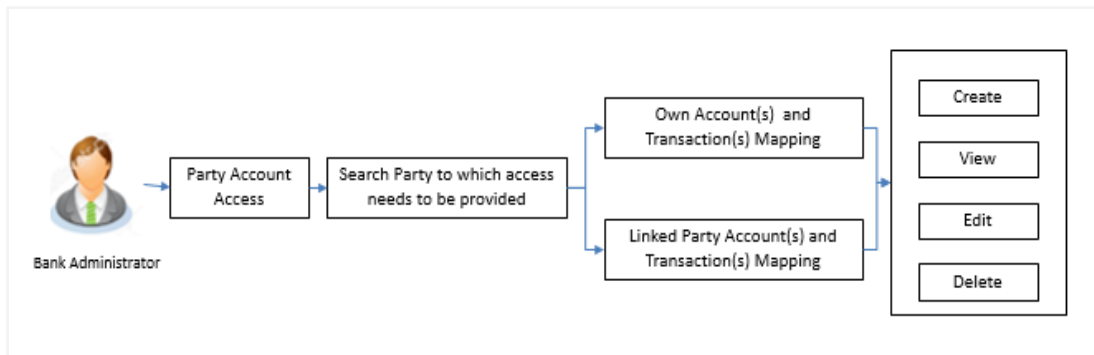 Bank Administrator
Party Account
Access
Search Party to which access
needs to be provided
Own Account(s) and
Transaction(s) Mapping
Linked Party Account(s) and
Transaction(s) Mapping
Create
View
Edit
Delete